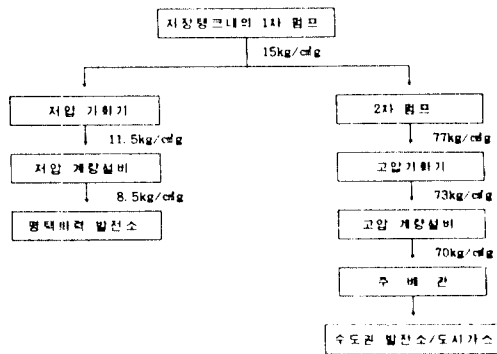 저장탱크내의 1차 펌프
15kg/㎠g
저압 기화기
2차 펌프
11.5kg/㎠g
77kg/㎠g
저압 계량설비
고압기화기
8.5kg/㎠g
73kg/㎠g
평택화력 발전소
고압 계량설비
70kg/㎠g
주 배 관
수도권 발전소/도시가스